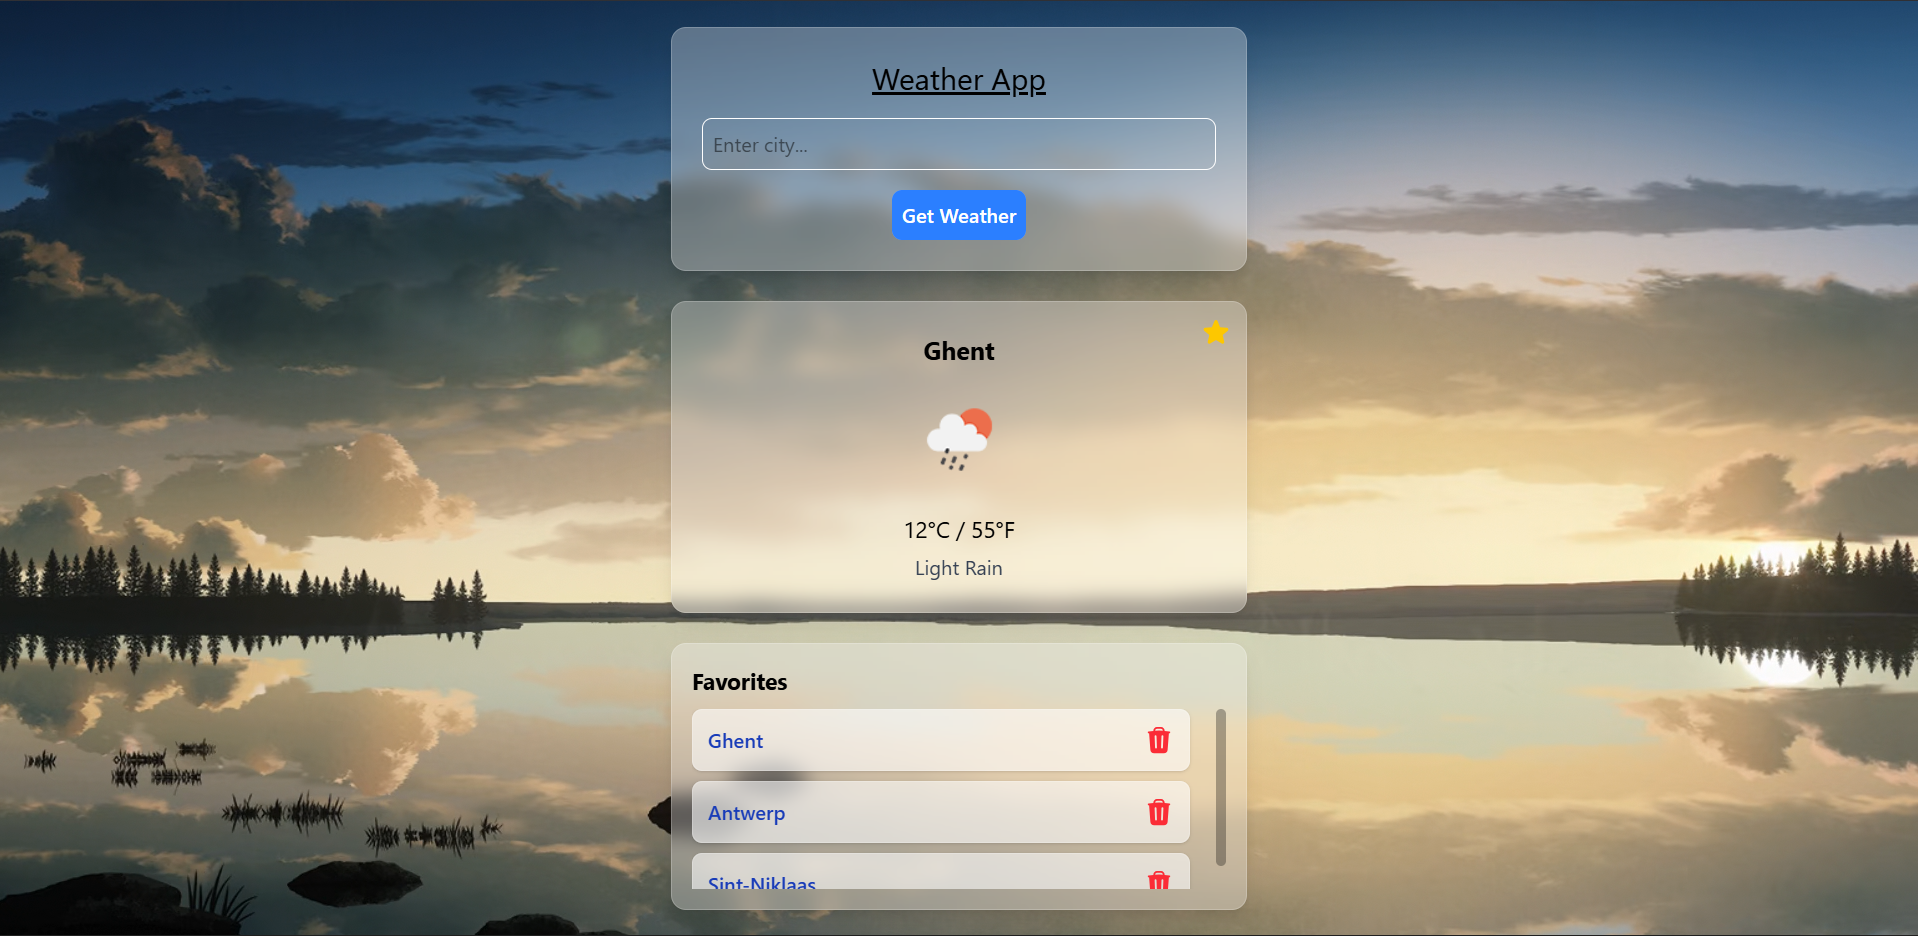 Weather App
Enter city...
Get Weather
Ghent
12°C / 55°F
Light Rain
Favorites
Ghent
Antwerp
Sint-Niklaas